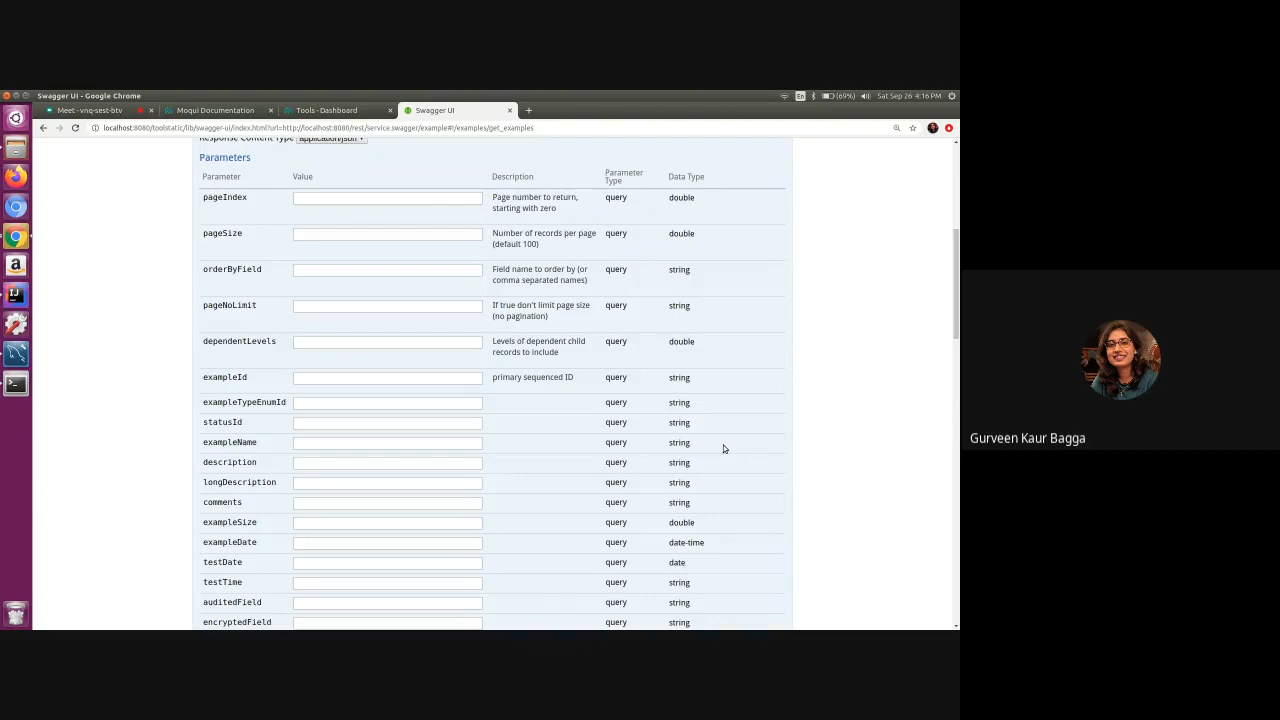 Swagger UI - Google Chrome
En (69%) Sat Sep 26 4:16 PM
Meet - vnq-sest-btv Moqui Documentation Tools - Dashboard Swagger UI
localhost:8080/toolstatic/lib/swagger-ui/index.html?url=http://localhost:8080/rest/service.swagger/example#!/examples/get_examples
Response Content Type application/json
Parameters
Parameter Value Description Parameter Type Data Type
pageIndex Page number to return, starting with zero query double
pageSize Number of records per page (default 100) query double
orderByField Field name to order by (or comma separated names) query string
pageNoLimit If true don't limit page size (no pagination) query string
dependentLevels Levels of dependent child records to include query double
exampleId primary sequenced ID query string
exampleTypeEnumId query string
statusId query string
exampleName query string
description query string
longDescription query string
comments query string
exampleSize query double
exampleDate query date-time
testDate query date
testTime query string
auditedField query string
encryptedField query string
Gurveen Kaur Bagga